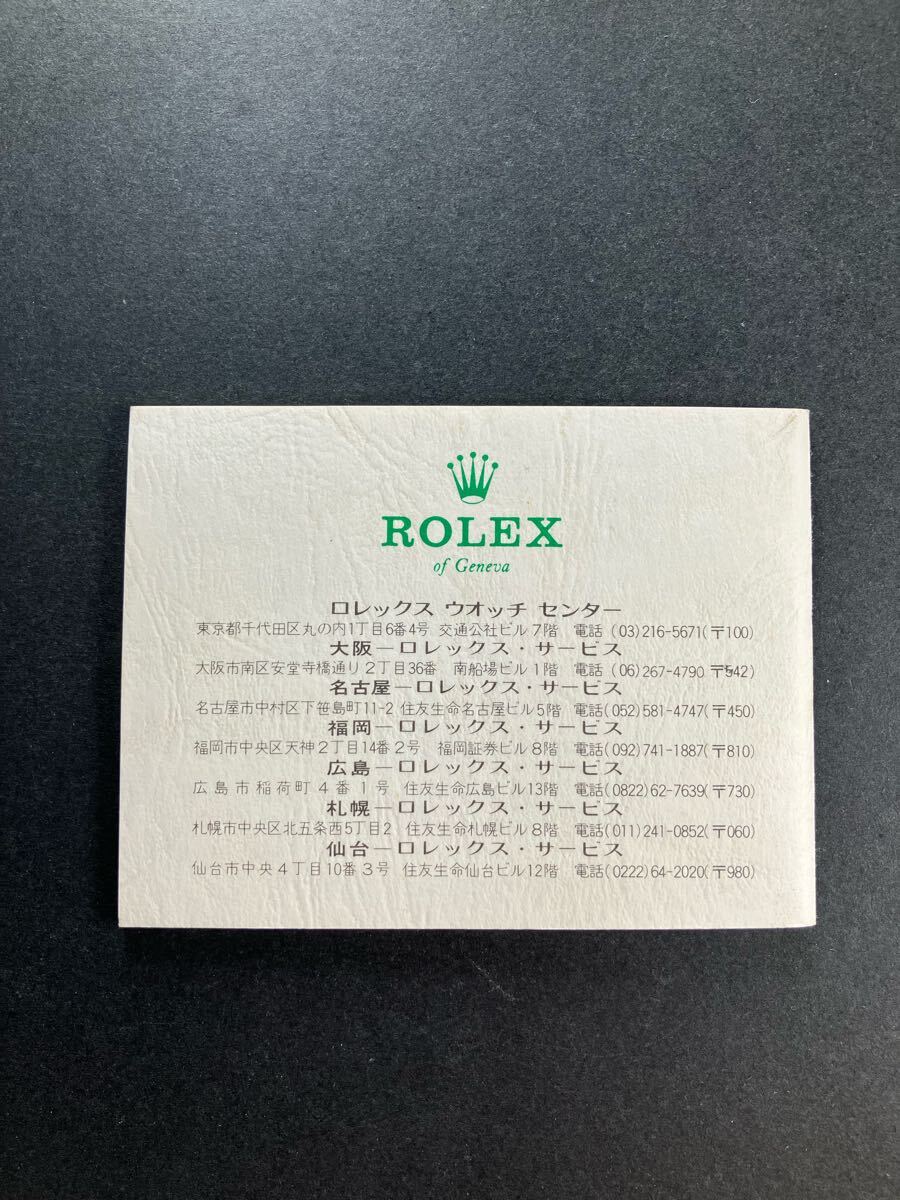 ROLEX
of Geneva
ロレックス ウオッチ センター
東京都千代田区丸の内1丁目6番4号 交通公社ビル7階 電話 (03)216-5671(〒100)
大阪ーロレックス・サービス
大阪市南区安堂寺橋通り2丁目36番 南船場ビル1階 電話 (06)267-4790 〒542)
名古屋ーロレックス・サービス
名古屋市中村区下笹島町11-2 住友生命名古屋ビル5階 電話(052)581-4747(〒450)
福岡ーロレックス・サービス
福岡市中央区天神2丁目14番2号 福岡証券ビル8階 電話(092)741-1887(〒810)
広島ーロレックス・サービス
広島市稲荷町4番1号 住友生命広島ビル13階 電話(0822)62-7639(〒730)
札幌ーロレックス・サービス
札幌市中央区北五条西5丁目2 住友生命札幌ビル8階 電話(011)241-0852(〒060)
仙台ーロレックス・サービス
仙台市中央4丁目10番3号 住友生命仙台ビル12階 電話(0222)64-2020(〒980)